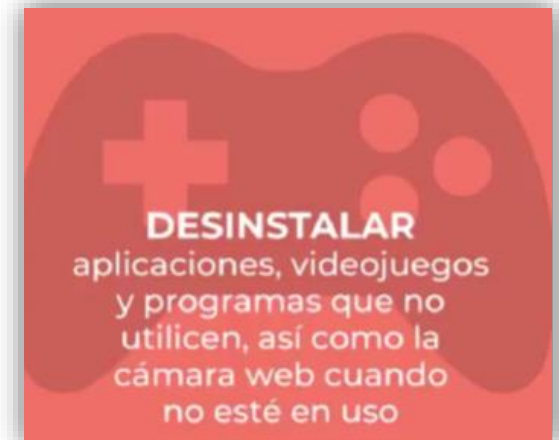 DESINSTALAR
aplicaciones, videojuegos
y programas que no
utilicen, así como la
cámara web cuando
no esté en uso